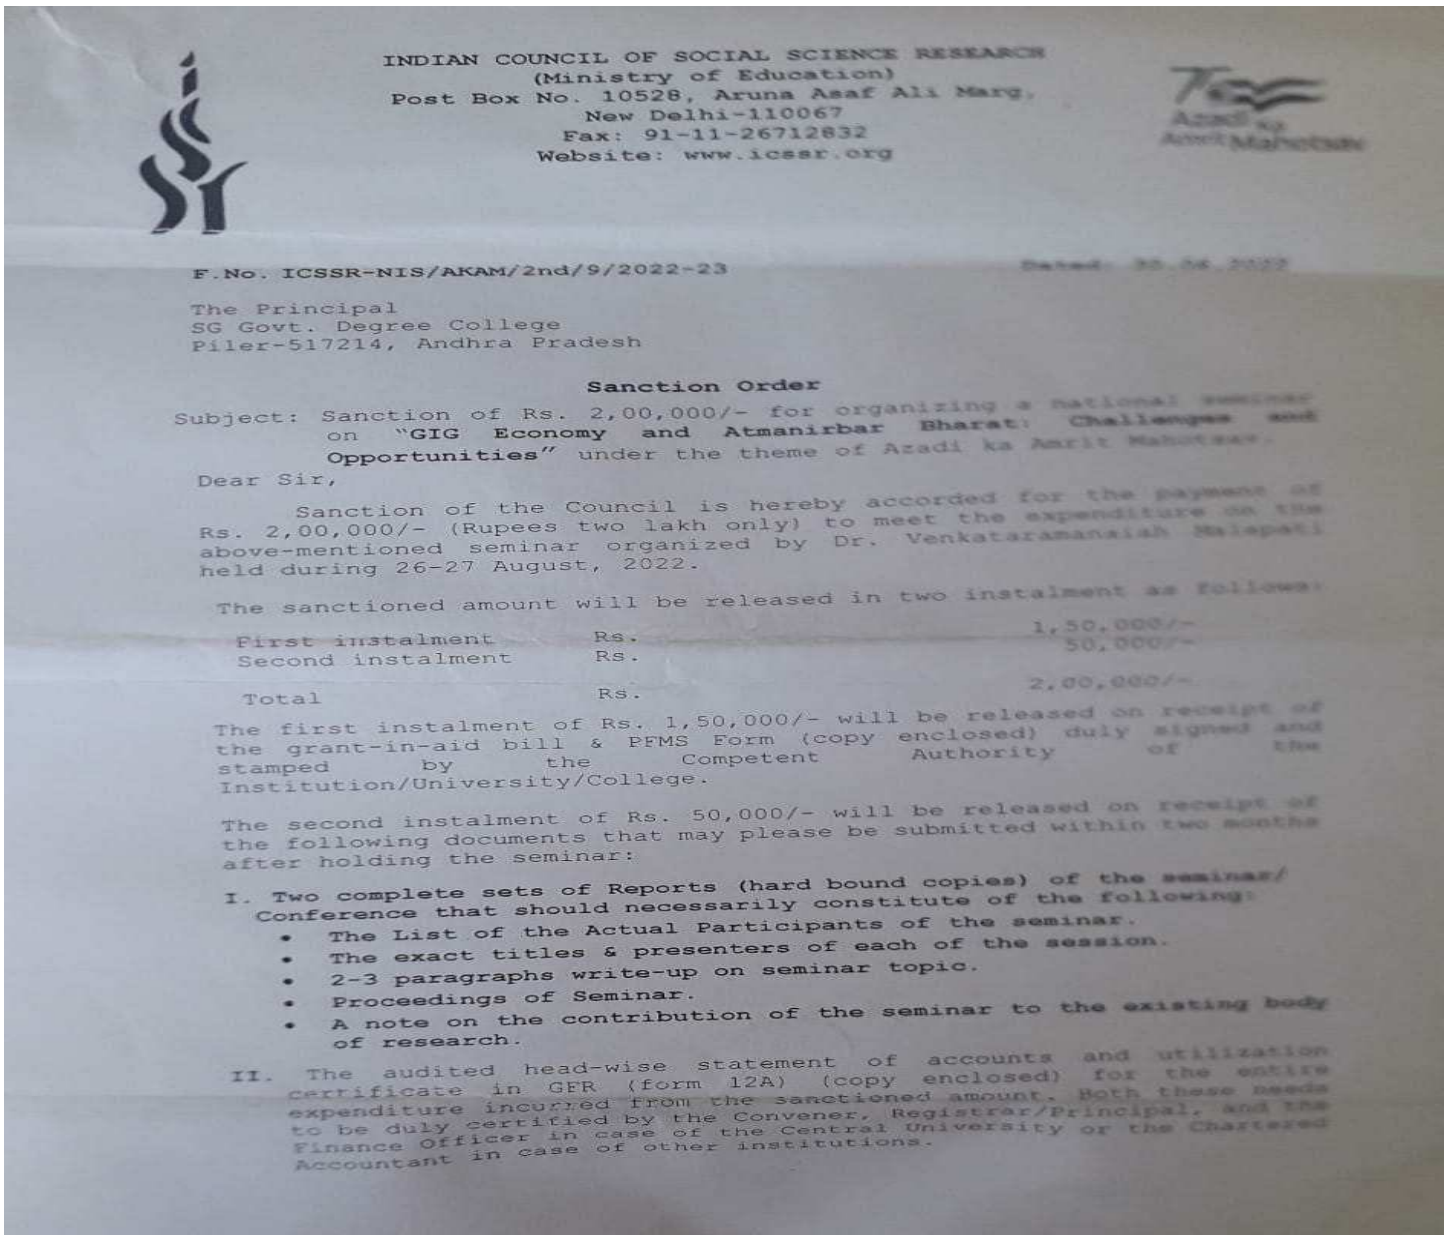 INDIAN COUNCIL OF SOCIAL SCIENCE RESEARCH
(Ministry of Education)
Post Box No. 10528, Aruna Asaf Ali Marg,
New Delhi-110067
Fax: 91-11-26712832
Website: www.icssr.org
Azadi Ka
Amrit Mahotsav
F.No. ICSSR-NIS/AKAM/2nd/9/2022-23
Dated: 2022
The Principal
SG Govt. Degree College
Piler-517214, Andhra Pradesh
Sanction Order
Subject: Sanction of Rs. 2,00,000/- for organizing a national seminar
on "GIG Economy and Atmanirbar Bharat: Challenges and
Opportunities" under the theme of Azadi ka Amrit Mahotsav.
Dear Sir,
Sanction of the Council is hereby accorded for the payment of
Rs. 2,00,000/- (Rupees two lakh only) to meet the expenditure on the
above-mentioned seminar organized by Dr. Venkataramanaiah Malepati
held during 26-27 August, 2022.
The sanctioned amount will be released in two instalment as follows:
First instalment Rs. 1,50,000/-
Second instalment Rs. 50,000/-
Total Rs. 2,00,000/-
The first instalment of Rs. 1,50,000/- will be released on receipt of
the grant-in-aid bill & PFMS Form (copy enclosed) duly signed and
stamped by the Competent Authority of the
Institution/University/College.
The second instalment of Rs. 50,000/- will be released on receipt of
the following documents that may please be submitted within two months
after holding the seminar:
I. Two complete sets of Reports (hard bound copies) of the seminar/
Conference that should necessarily constitute of the following:
• The List of the Actual Participants of the seminar.
• The exact titles & presenters of each of the session.
• 2-3 paragraphs write-up on seminar topic.
• Proceedings of Seminar.
• A note on the contribution of the seminar to the existing body
of research.
II. The audited head-wise statement of accounts and utilization
certificate in GFR (form 12A) (copy enclosed) for the entire
expenditure incurred from the sanctioned amount. Both these needs
to be duly certified by the Convener, Registrar/Principal, and the
Finance Officer in case of the Central University or the Chartered
Accountant in case of other institutions.